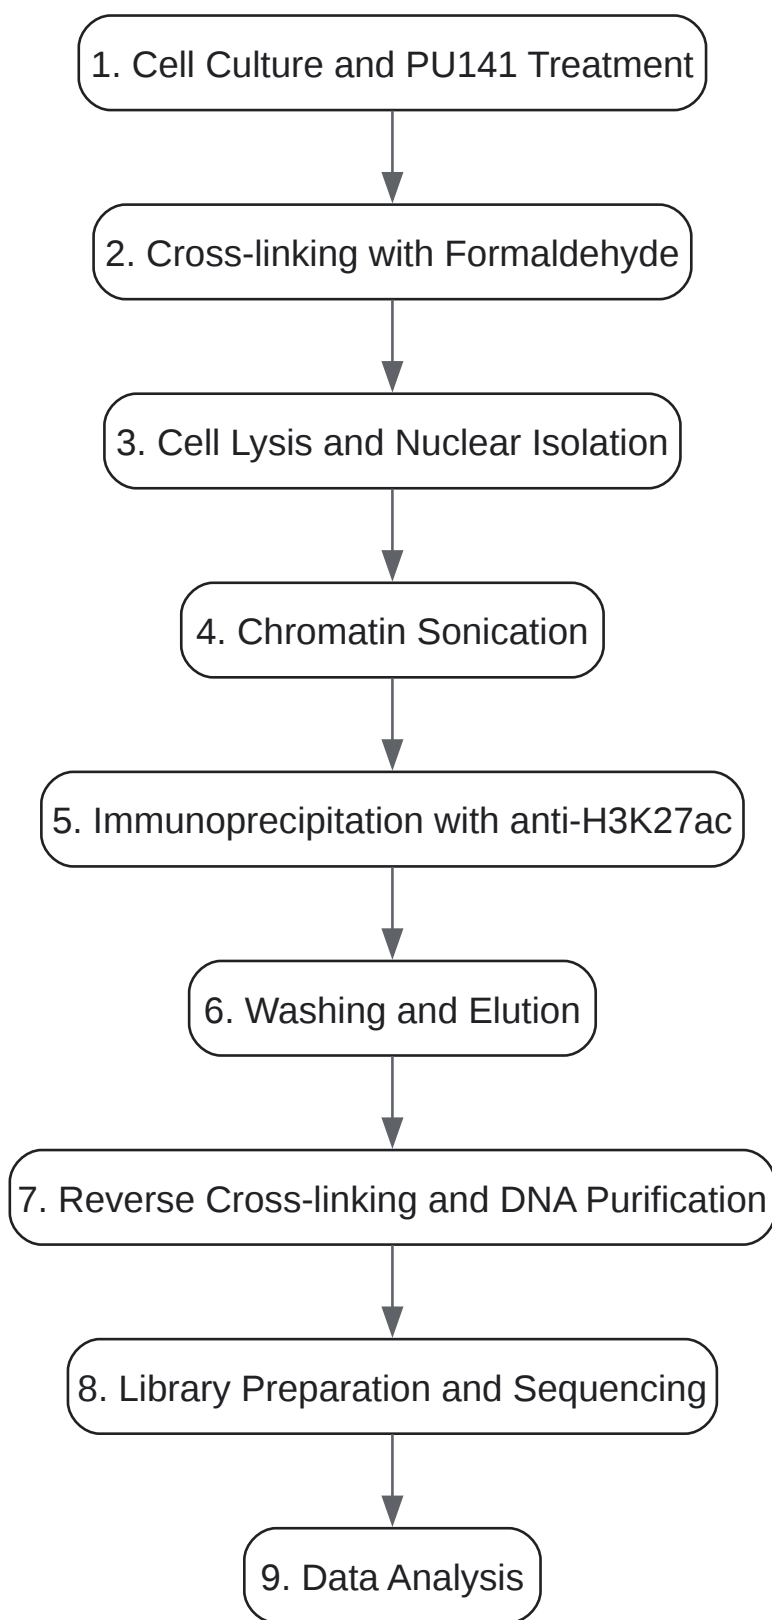 1. Cell Culture and PU141 Treatment
2. Cross-linking with Formaldehyde
3. Cell Lysis and Nuclear Isolation
4. Chromatin Sonication
5. Immunoprecipitation with anti-H3K27ac
6. Washing and Elution
7. Reverse Cross-linking and DNA Purification
8. Library Preparation and Sequencing
9. Data Analysis